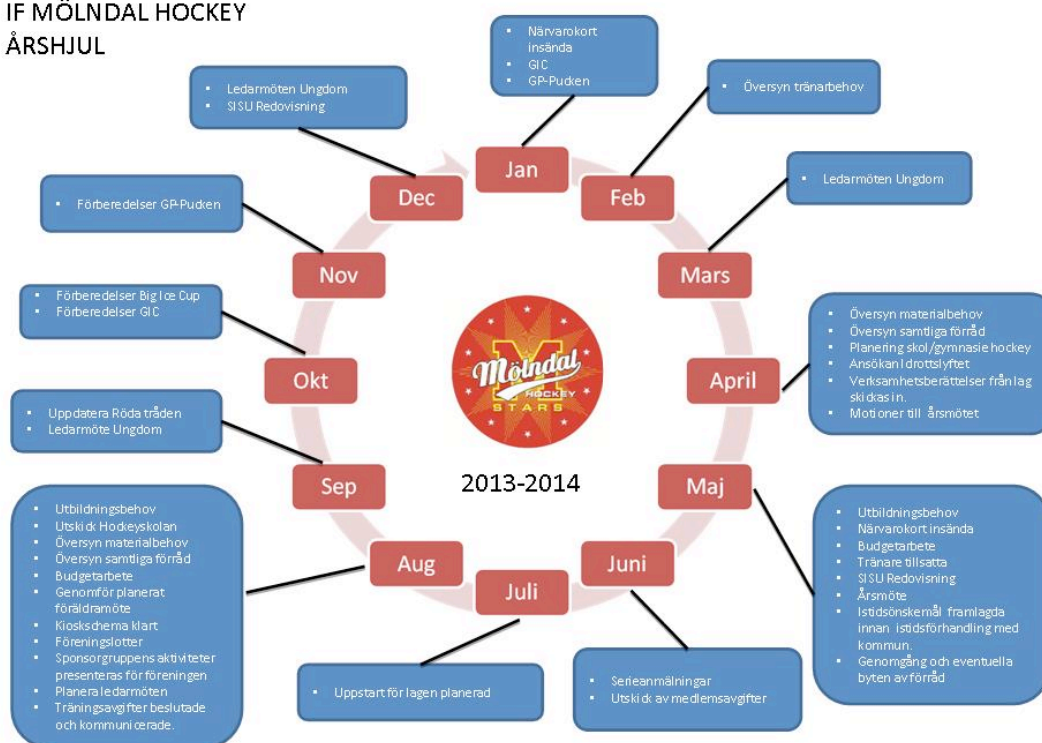 IF MÖLNDAL HOCKEY
ÅRSHJUL
Närvarokort
insända
GIC
GP-Pucken
Ledarmöten Ungdom
SISU Redovisning
Översyn tränarbehov
Jan
Dec
Feb
Ledarmöten Ungdom
Förberedelser GP-Pucken
Nov
Mars
Förberedelser Big Ice Cup
Förberedelser GIC
Översyn materialbehov
Översyn samtliga förråd
Planering skol/gymnasie hockey
Ansökan Idrottslyftet
Verksamhetsberättelser från lag
skickas in.
Motioner till årsmötet
M
Mölndal
HOCKEY
STARS
Okt
April
Uppdatera Röda tråden
Ledarmöte Ungdom
Sep
2013-2014
Maj
Utbildningsbehov
Utskick Hockeyskolan
Översyn materialbehov
Översyn samtliga förråd
Budgetarbete
Genomför planerat
föräldramöte
Kioskschema klart
Föreningslotter
Sponsorgruppens aktiviteter
presenteras för föreningen
Planera ledarmöten
Träningsavgifter beslutade
och kommunicerade.
Utbildningsbehov
Närvarokort insända
Budgetarbete
Tränare tillsatta
SISU Redovisning
Årsmöte
Istidsönskemål framlagda
innan istidsförhandling med
kommun.
Genomgång och eventuella
byten av förråd
Aug
Juni
Juli
Uppstart för lagen planerad
Serieanmälningar
Utskick av medlemsavgifter